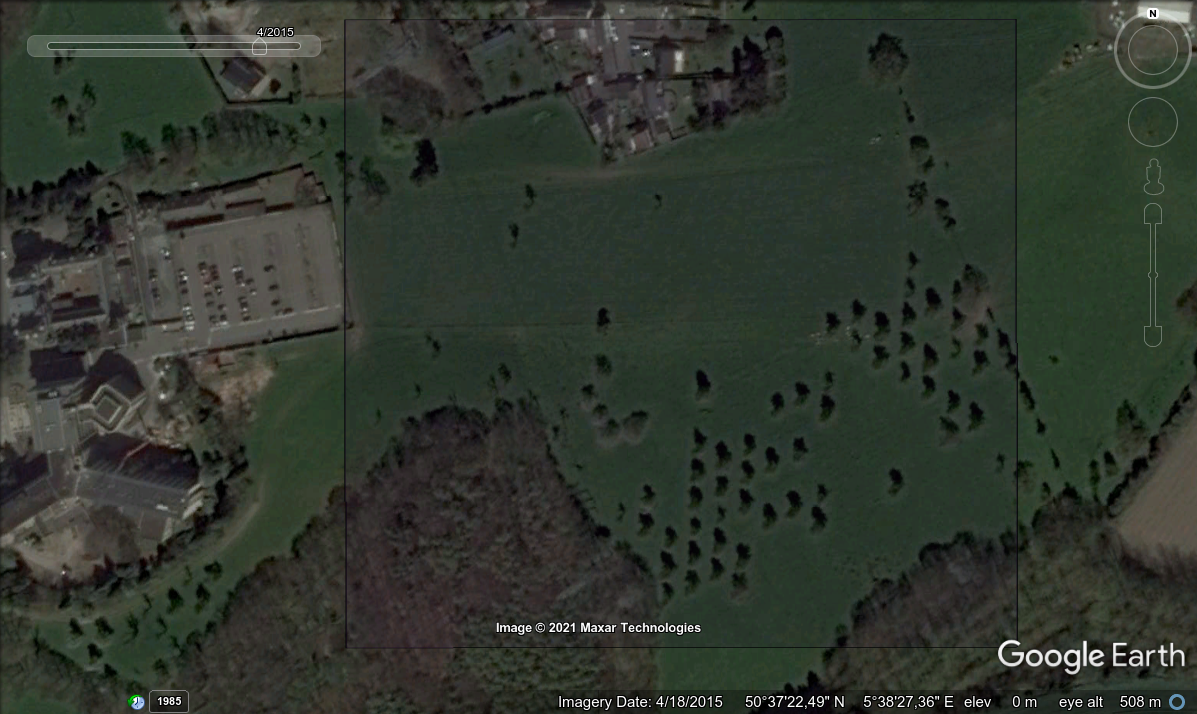 4/2015
N
Image © 2021 Maxar Technologies
Google Earth
1985
Imagery Date: 4/18/2015 50°37'22,49" N 5°38'27,36" E elev 0 m eye alt 508 m